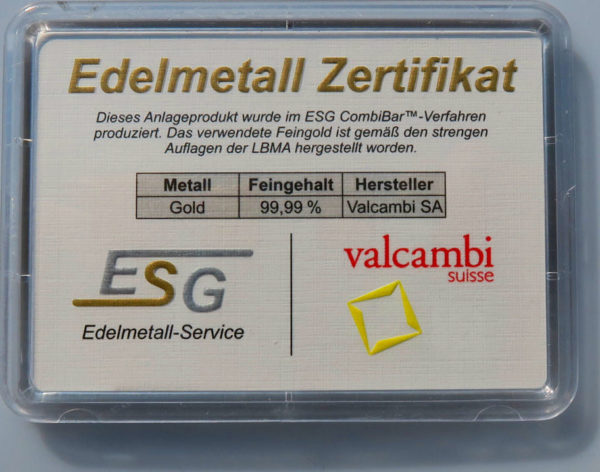 Edelmetall Zertifikat
Dieses Anlageprodukt wurde im ESG CombiBar™-Verfahren
produziert. Das verwendete Feingold ist gemäß den strengen
Auflagen der LBMA hergestellt worden.
Metall Feingehalt Hersteller
Gold 99,99 % Valcambi SA
ESG
Edelmetall-Service
valcambi
suisse